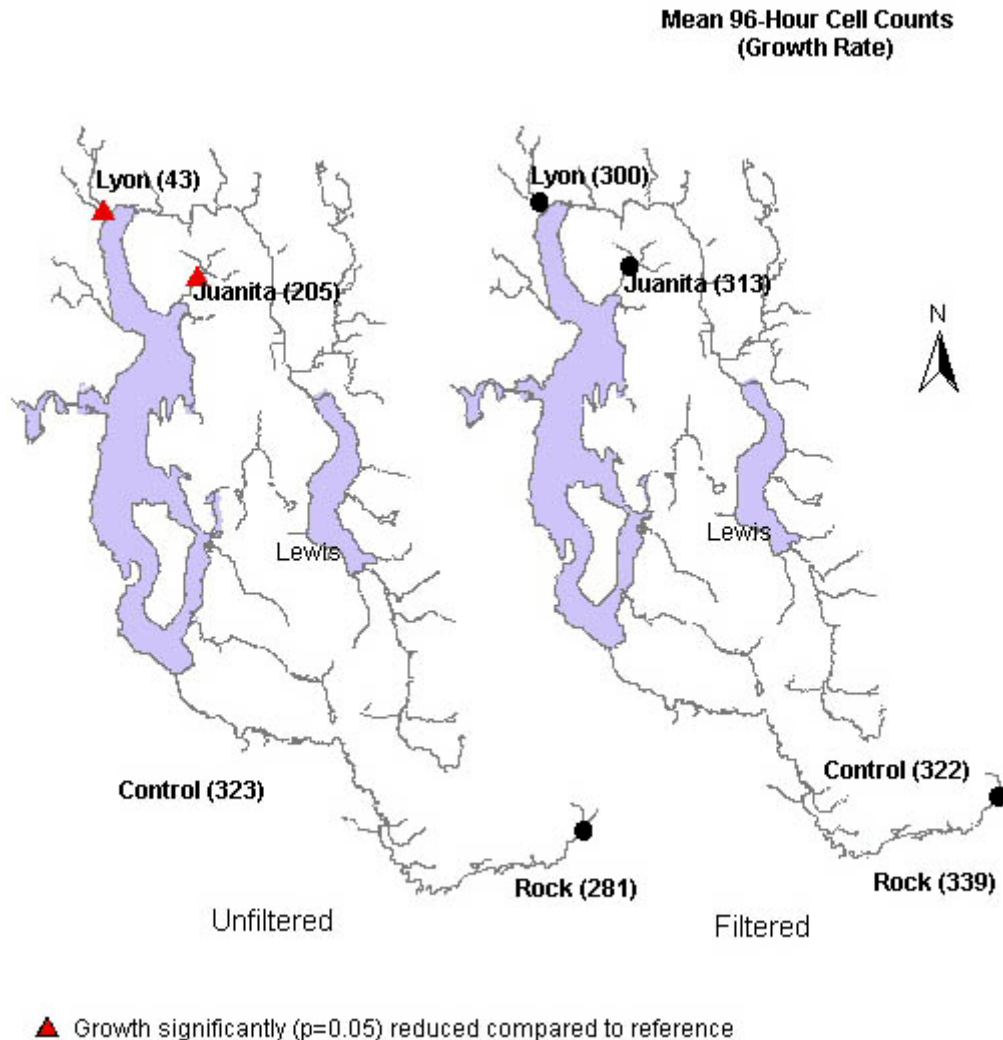 Mean 96-Hour Cell Counts
(Growth Rate)
Lyon (43)
Juanita (205)
Lewis
Control (323)
Rock (281)
Unfiltered
Lyon (300)
Juanita (313)
N
Lewis
Control (322)
Rock (339)
Filtered
Growth significantly (p=0.05) reduced compared to reference